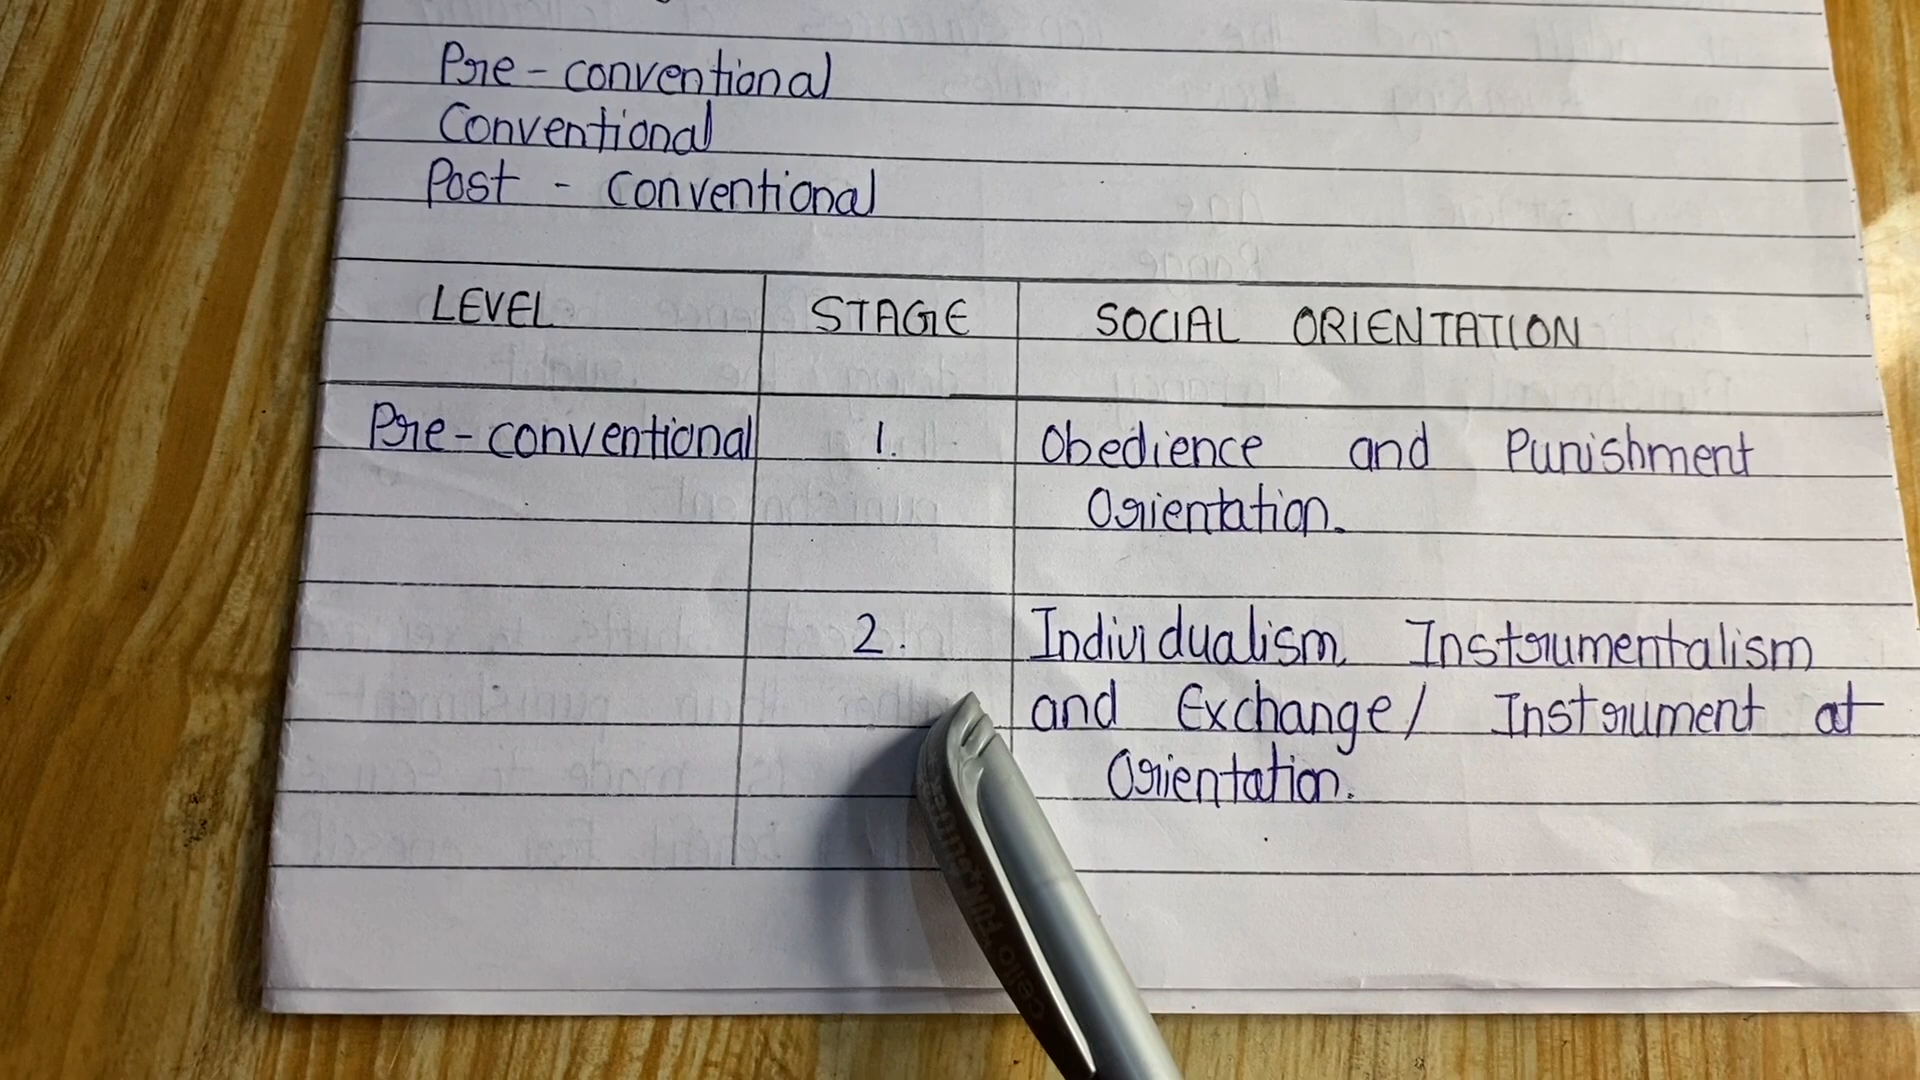 Pre - conventional
Conventional
Post - conventional
LEVEL STAGE SOCIAL ORIENTATION
Pre - conventional 1. Obedience and Punishment
Orientation.
2. Individualism Instrumentalism
and Exchange/ Instrument at
Orientation.
cello